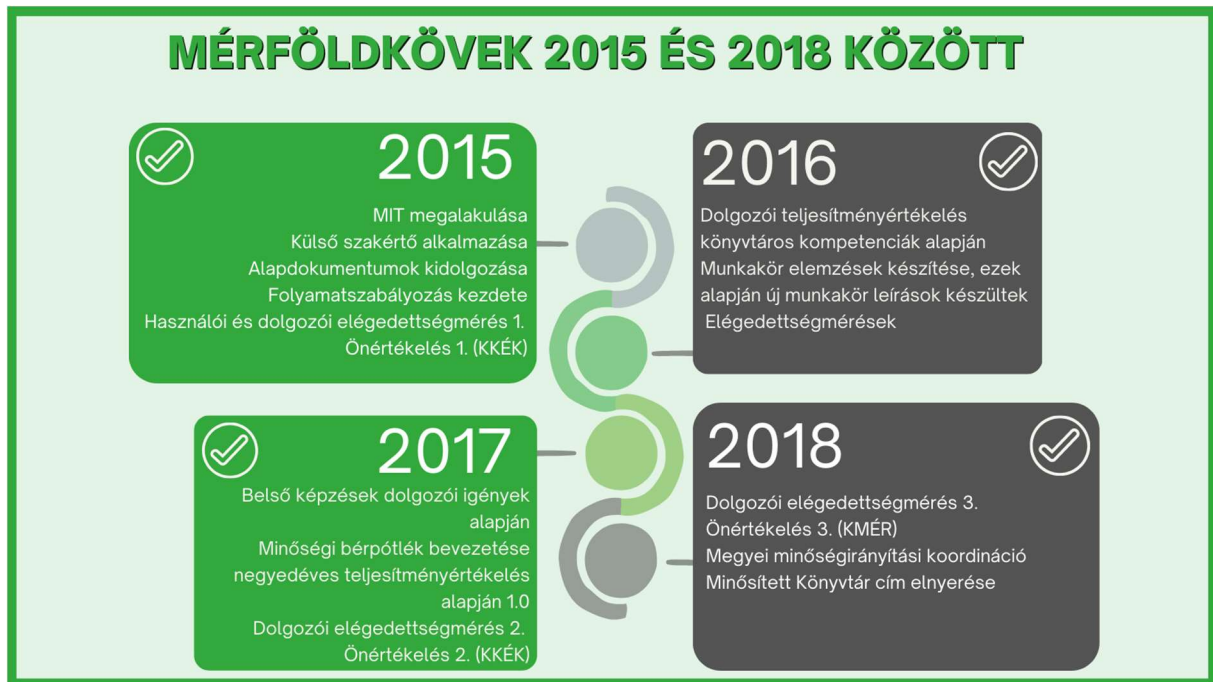 MÉRFÖLDKÖVEK 2015 ÉS 2018 KÖZÖTT
2015
MIT megalakulása
Külső szakértő alkalmazása
Alapdokumentumok kidolgozása
Folyamatszabályozás kezdete
Használói és dolgozói elégedettségmérés 1.
Önértékelés 1. (KKÉK)
2016
Dolgozói teljesítményértékelés
könyvtáros kompetenciák alapján
Munkakör elemzések készítése, ezek
alapján új munkakör leírások készültek
Elégedettségmérések
2017
Belső képzések dolgozói igények
alapján
Minőségi bérpótlék bevezetése
negyedéves teljesítményértékelés
alapján 1.0
Dolgozói elégedettségmérés 2.
Önértékelés 2. (KKÉK)
2018
Dolgozói elégedettségmérés 3.
Önértékelés 3. (KMÉR)
Megyei minőségirányítási koordináció
Minősített Könyvtár cím elnyerése